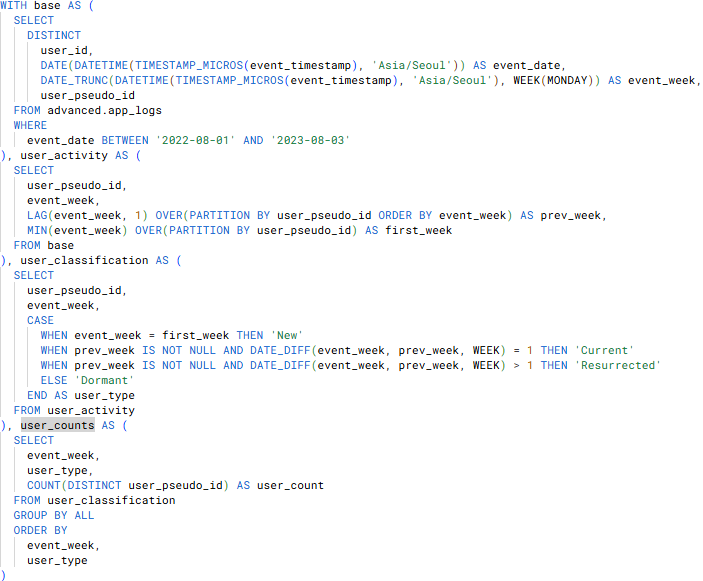 WITH base AS (
  SELECT
    DISTINCT
      user_id,
      DATE(DATETIME(TIMESTAMP_MICROS(event_timestamp), 'Asia/Seoul')) AS event_date,
      DATE_TRUNC(DATETIME(TIMESTAMP_MICROS(event_timestamp), 'Asia/Seoul'), WEEK(MONDAY)) AS event_week,
      user_pseudo_id
  FROM advanced.app_logs
  WHERE
    event_date BETWEEN '2022-08-01' AND '2023-08-03'
), user_activity AS (
  SELECT
    user_pseudo_id,
    event_week,
    LAG(event_week, 1) OVER(PARTITION BY user_pseudo_id ORDER BY event_week) AS prev_week,
    MIN(event_week) OVER(PARTITION BY user_pseudo_id) AS first_week
  FROM base
), user_classification AS (
  SELECT
    user_pseudo_id,
    event_week,
    CASE
      WHEN event_week = first_week THEN 'New'
      WHEN prev_week IS NOT NULL AND DATE_DIFF(event_week, prev_week, WEEK) = 1 THEN 'Current'
      WHEN prev_week IS NOT NULL AND DATE_DIFF(event_week, prev_week, WEEK) > 1 THEN 'Resurrected'
      ELSE 'Dormant'
    END AS user_type
  FROM user_activity
), user_counts AS (
  SELECT
    event_week,
    user_type,
    COUNT(DISTINCT user_pseudo_id) AS user_count
  FROM user_classification
  GROUP BY ALL
  ORDER BY
    event_week,
    user_type
)